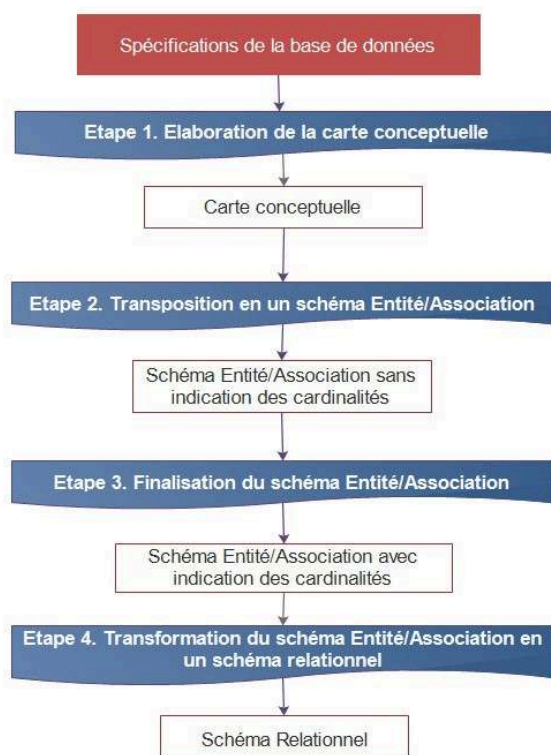 Spécifications de la base de données
Etape 1. Elaboration de la carte conceptuelle
Carte conceptuelle
Etape 2. Transposition en un schéma Entité/Association
Schéma Entité/Association sans
indication des cardinalités
Etape 3. Finalisation du schéma Entité/Association
Schéma Entité/Association avec
indication des cardinalités
Etape 4. Transformation du schéma Entité/Association en
un schéma relationnel
Schéma Relationnel